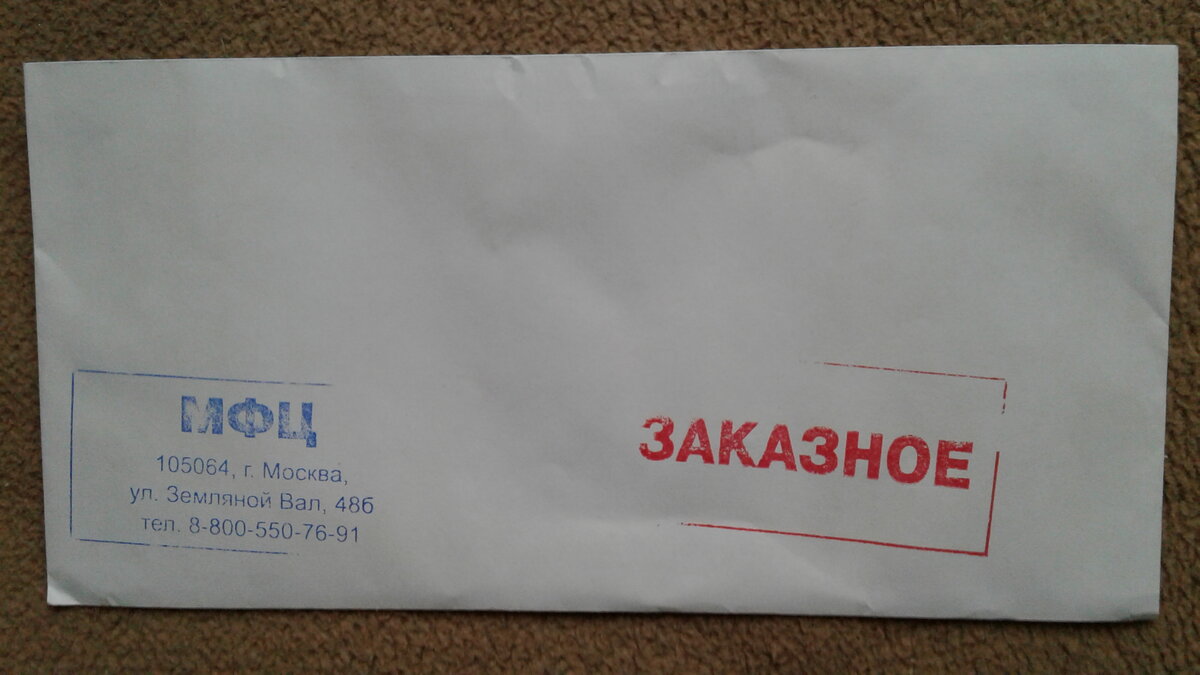 МФЦ
105064, г. Москва,
ул. Земляной Вал, 48б
тел. 8-800-550-76-91
ЗАКАЗНОЕ